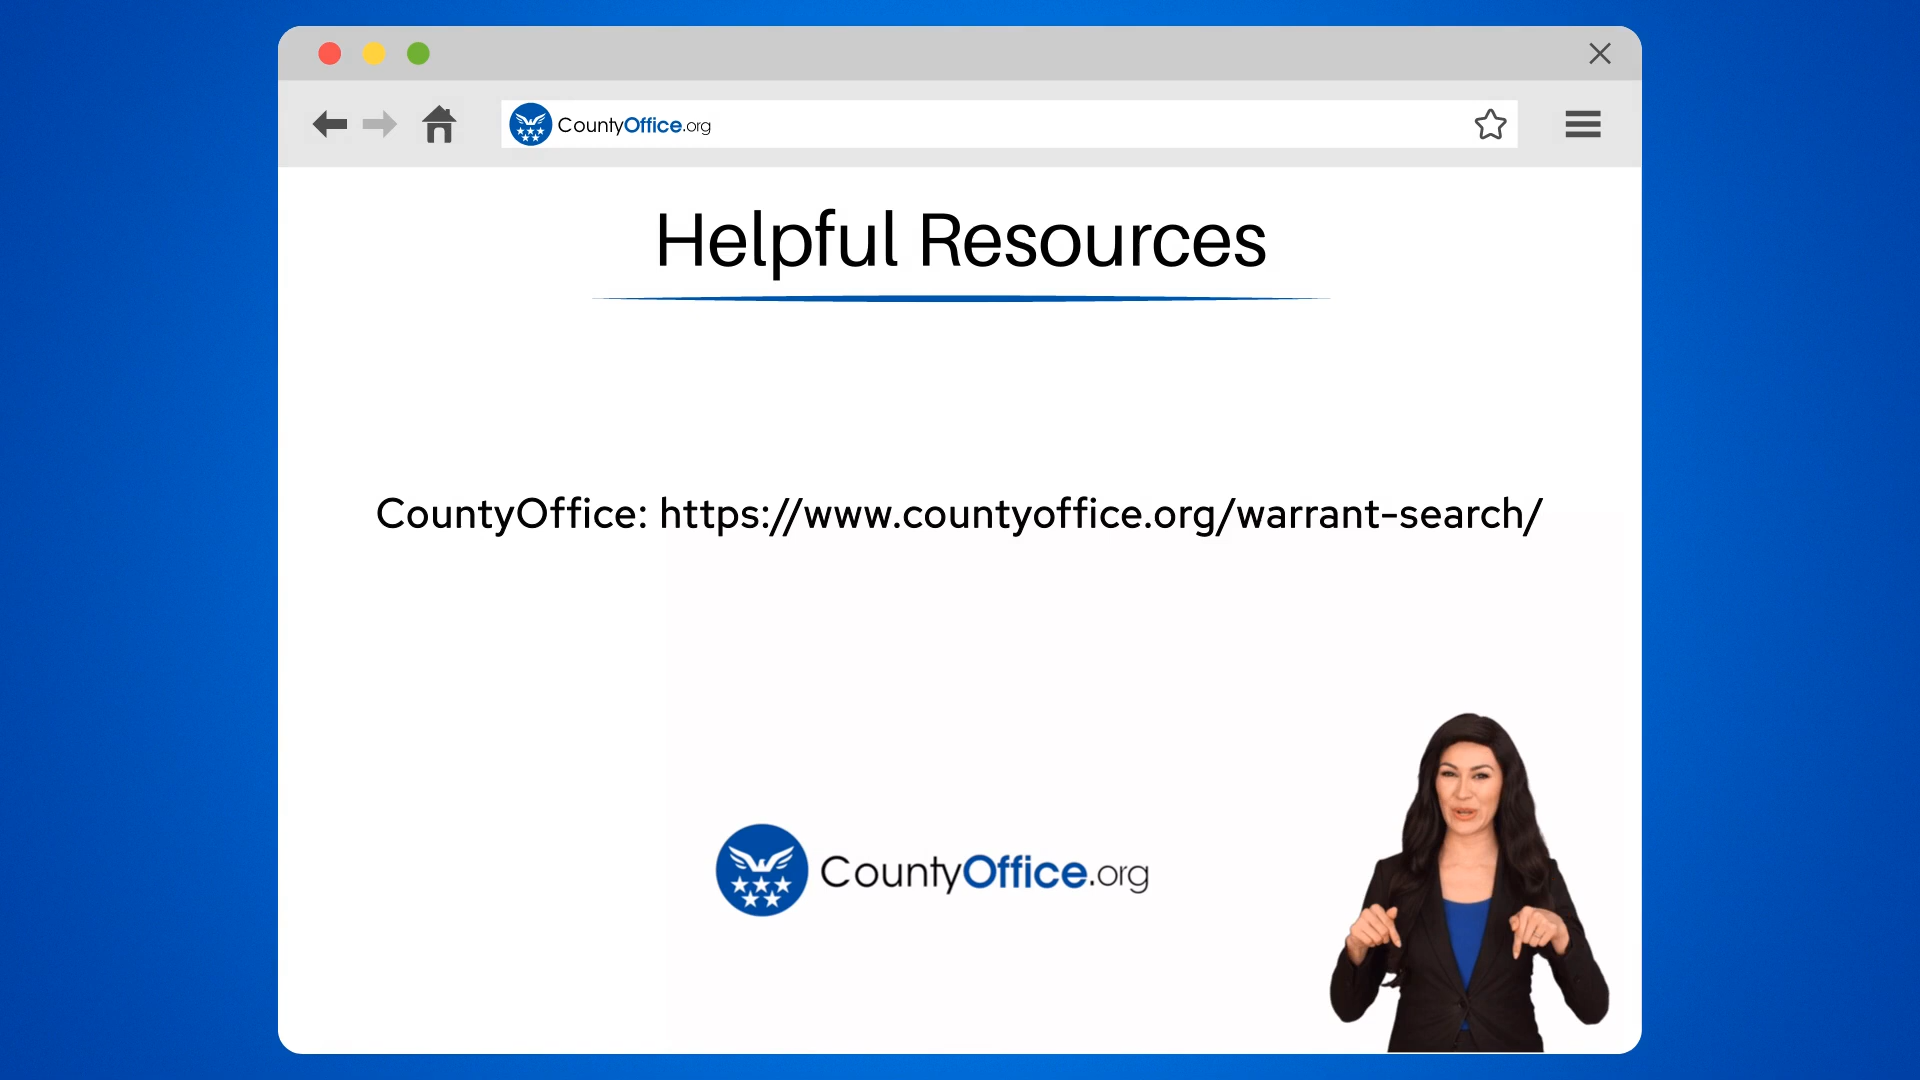 CountyOffice.org
Helpful Resources
CountyOffice: https://www.countyoffice.org/warrant-search/
CountyOffice.org